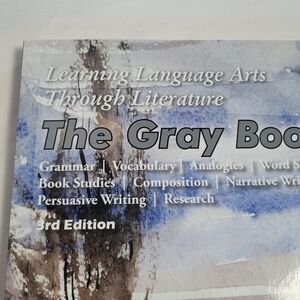 Learning Language Arts
Through Literature
The Gray Boo
Grammar | Vocabulary | Analogies | Word S
Book Studies | Composition | Narrative Wri
Persuasive Writing | Research
3rd Edition